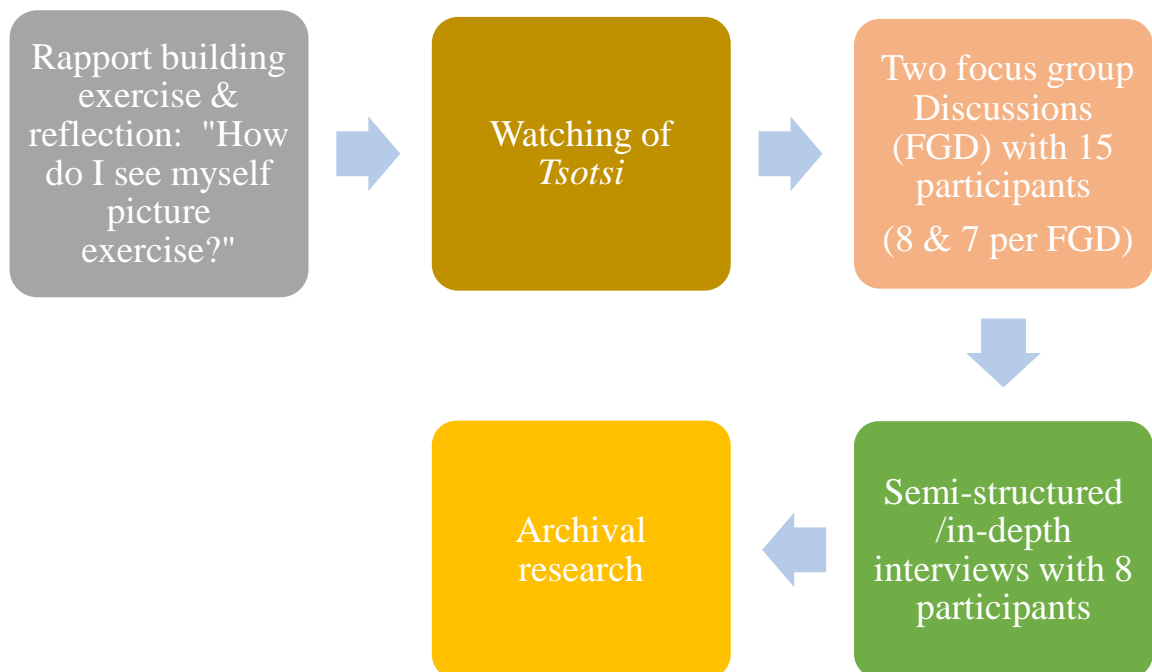 Rapport building
exercise &
reflection: "How
do I see myself
picture
exercise?"
Watching of
Tsotsi
Two focus group
Discussions
(FGD) with 15
participants
(8 & 7 per FGD)
Semi-structured
/in-depth
interviews with 8
participants
Archival
research